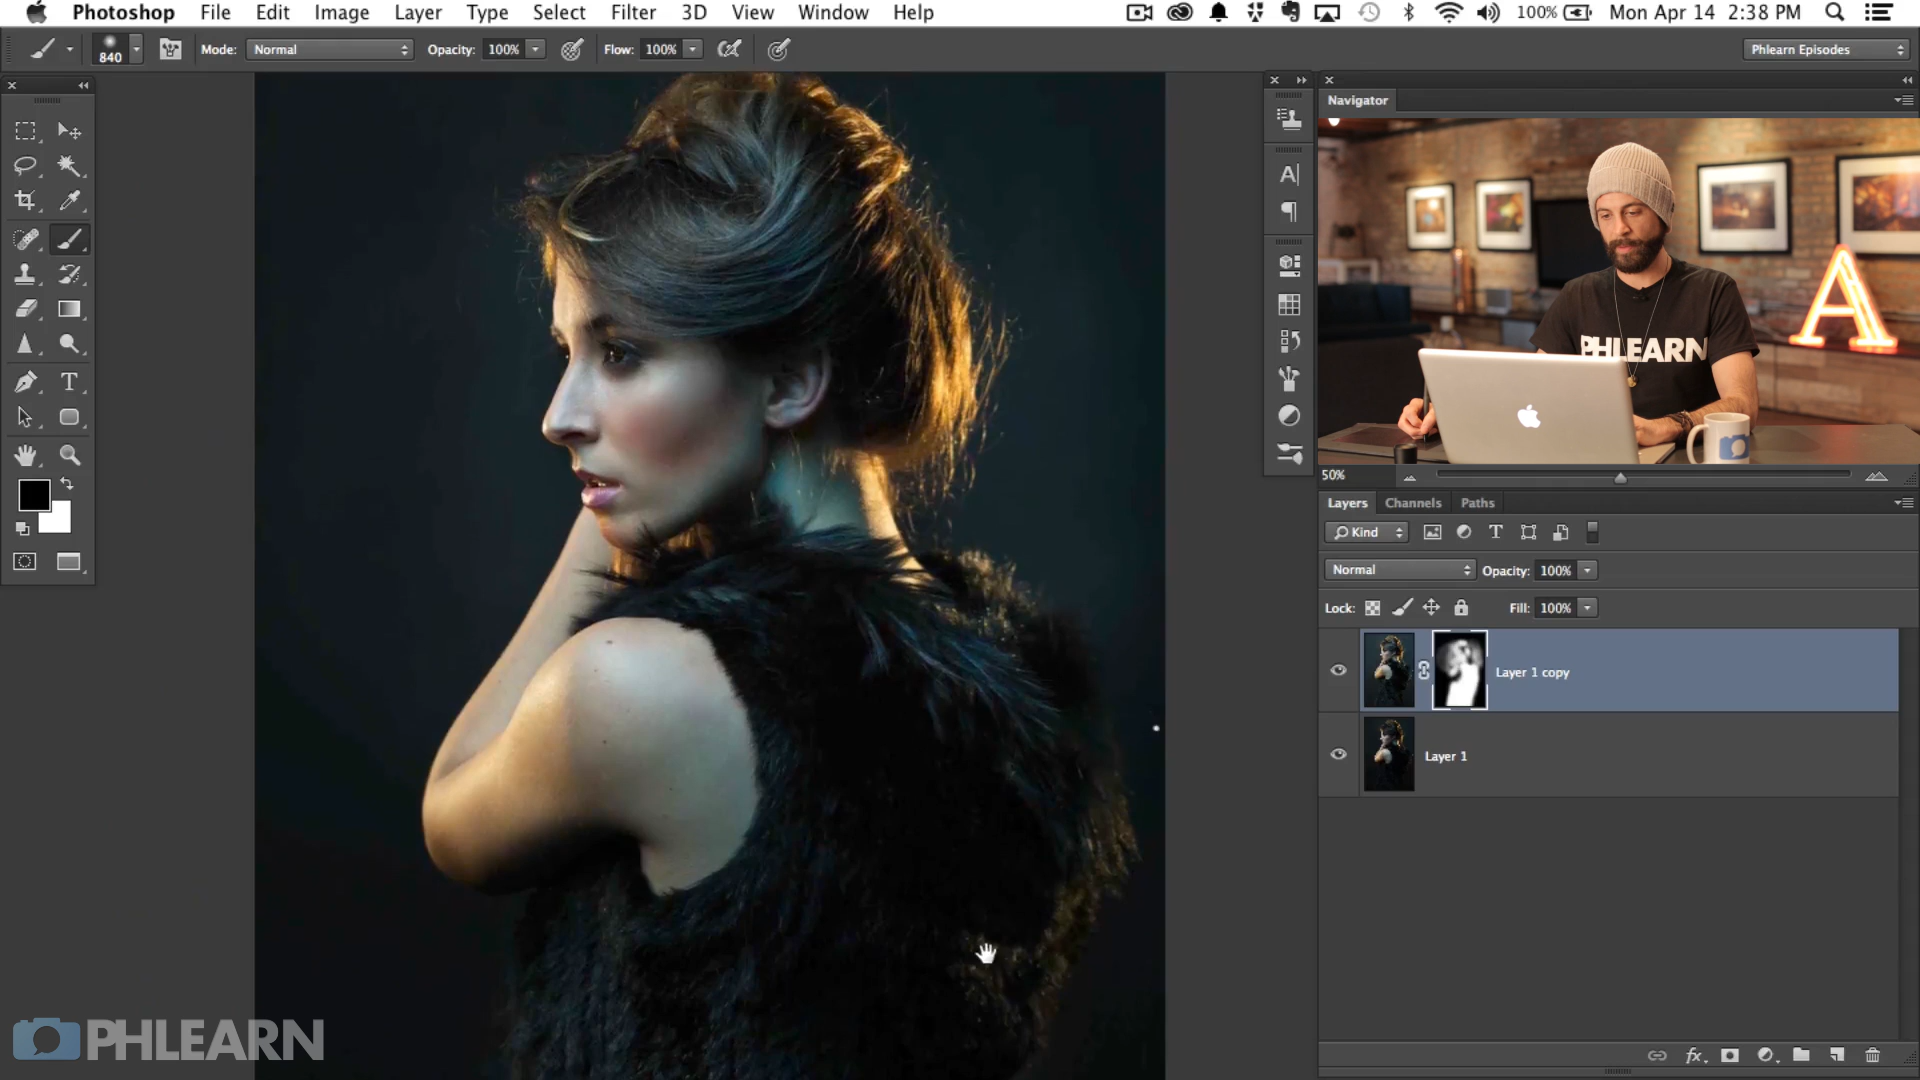 Photoshop File Edit Image Layer Type Select Filter 3D View Window Help 100% Mon Apr 14 2:38 PM
840 Mode: Normal Opacity: 100% Flow: 100% Phlearn Episodes
Navigator
A
PHLEARN
A
50%
T
Layers Channels Paths
Kind T
Normal Opacity: 100%
Lock: Fill: 100%
Layer 1 copy
Layer 1
PHLEARN
fx